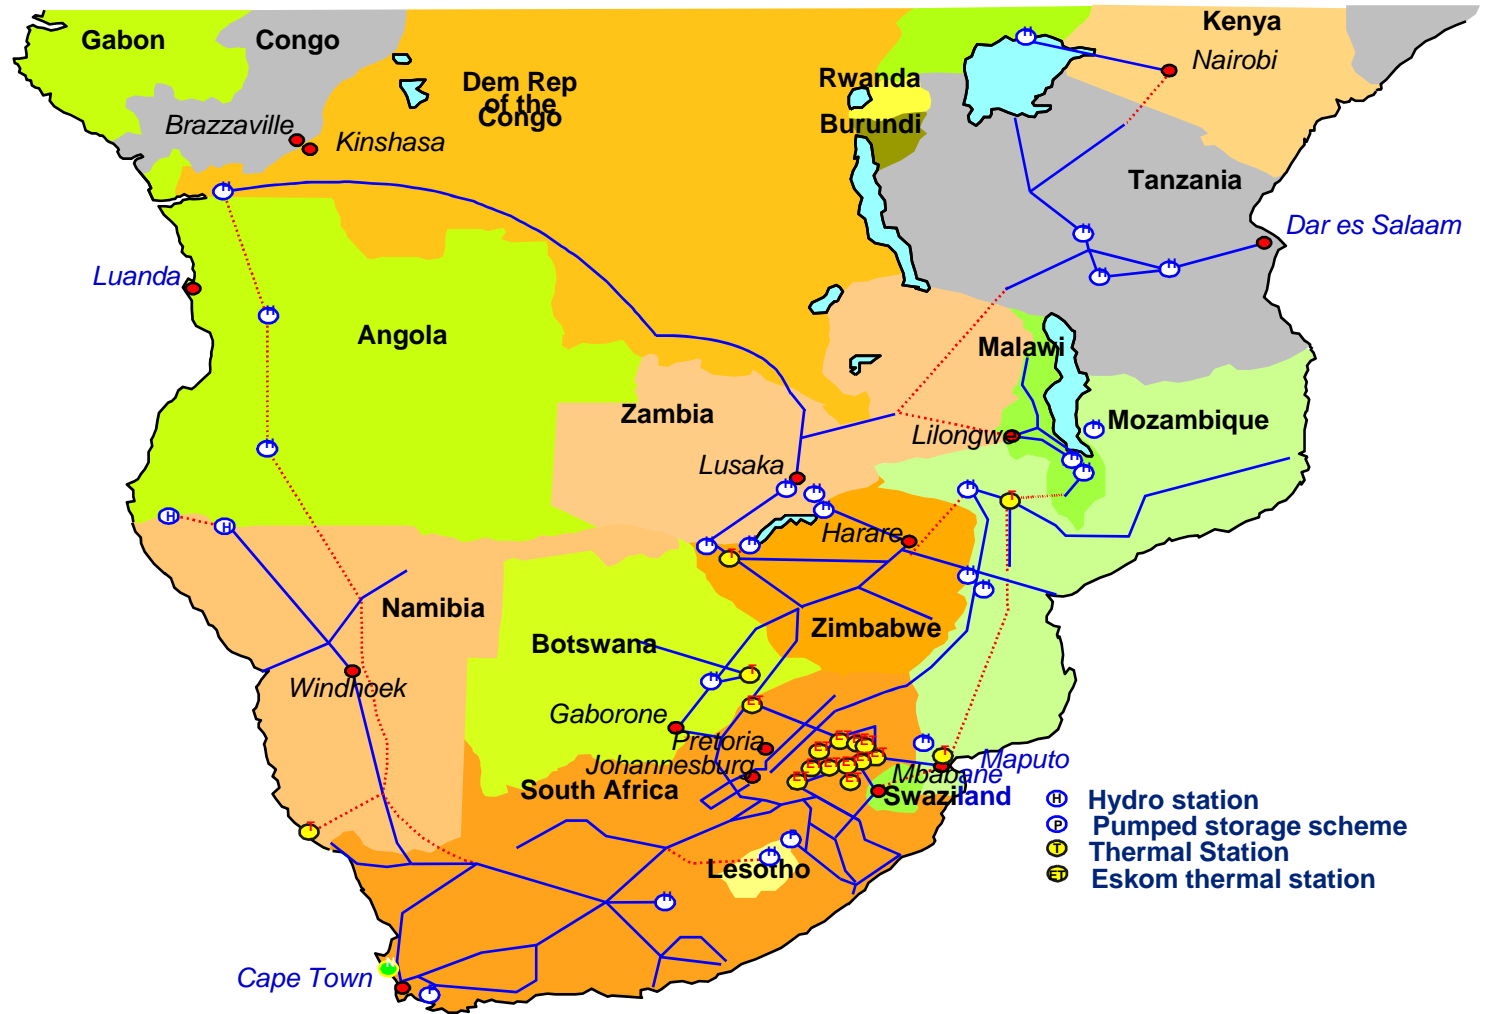 Gabon
Congo
Dem Rep
of the
Congo
Rwanda
Burundi
Kenya
Nairobi
Brazzaville
Kinshasa
Tanzania
Dar es Salaam
Luanda
Angola
Zambia
Malawi
Lilongwe
Mozambique
Lusaka
Harare
Namibia
Botswana
Zimbabwe
Windhoek
Gaborone
Pretoria
Johannesburg
South Africa
Maputo
Mbabane
Swaziland
Lesotho
Cape Town
H Hydro station
P Pumped storage scheme
T Thermal Station
ET Eskom thermal station